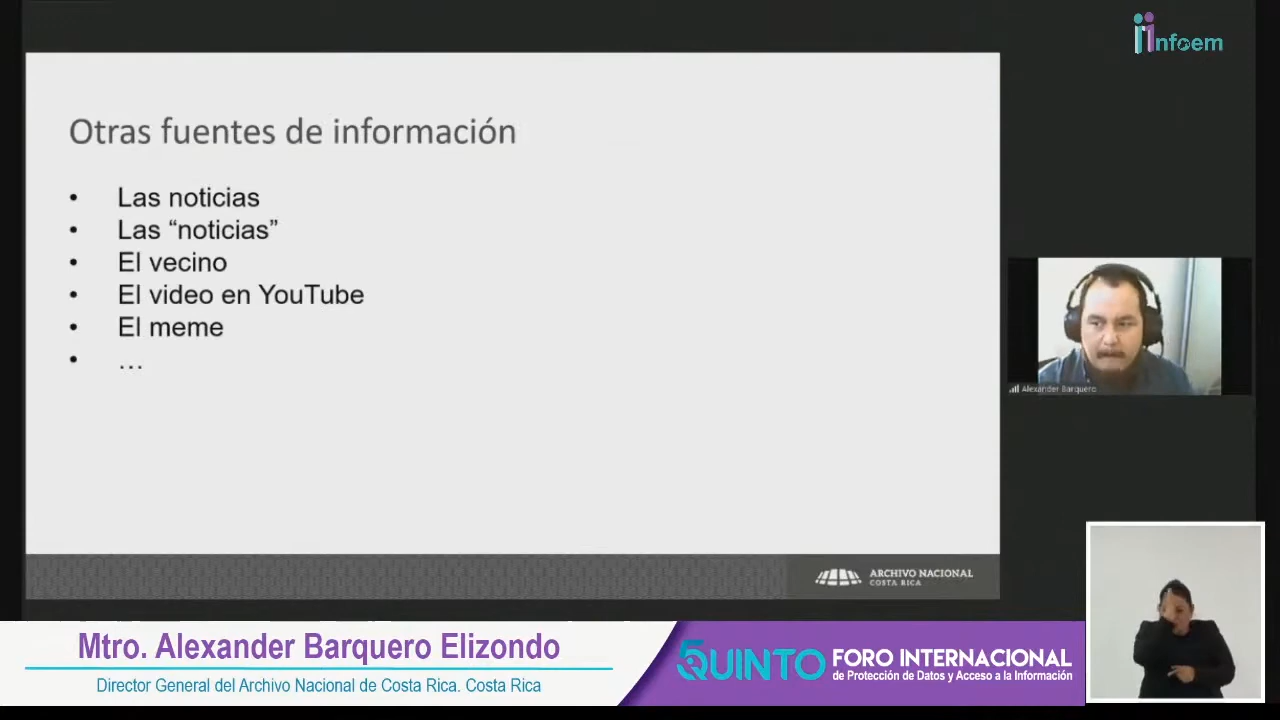 infoem
Otras fuentes de información
• Las noticias
• Las “noticias”
• El vecino
• El video en YouTube
• El meme
• …
Alexander Barquero
ARCHIVO NACIONAL
COSTA RICA
Mtro. Alexander Barquero Elizondo
Director General del Archivo Nacional de Costa Rica. Costa Rica
5 QUINTO
FORO INTERNACIONAL
de Protección de Datos y Acceso a la Información